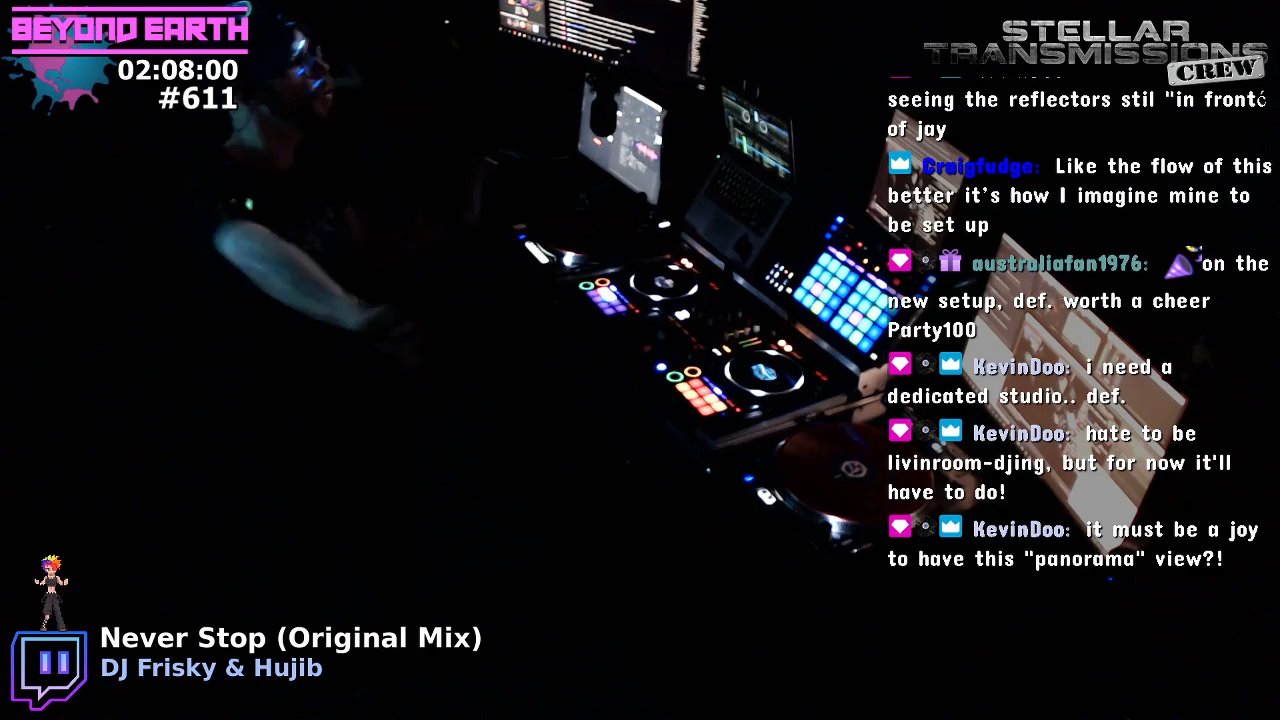 BEYOND EARTH
02:08:00
#611
STELLAR
TRANSMISSIONS
CREW
seeing the reflectors stil "in frontć
of jay
Craigfudge: Like the flow of this
better it's how I imagine mine to
be set up
australiafan1976: on the
new setup, def. worth a cheer
Party100
KevinDoo: i need a
dedicated studio.. def.
KevinDoo: hate to be
livinroom-djing, but for now it'll
have to do!
KevinDoo: it must be a joy
to have this "panorama" view?!
Never Stop (Original Mix)
DJ Frisky & Hujib